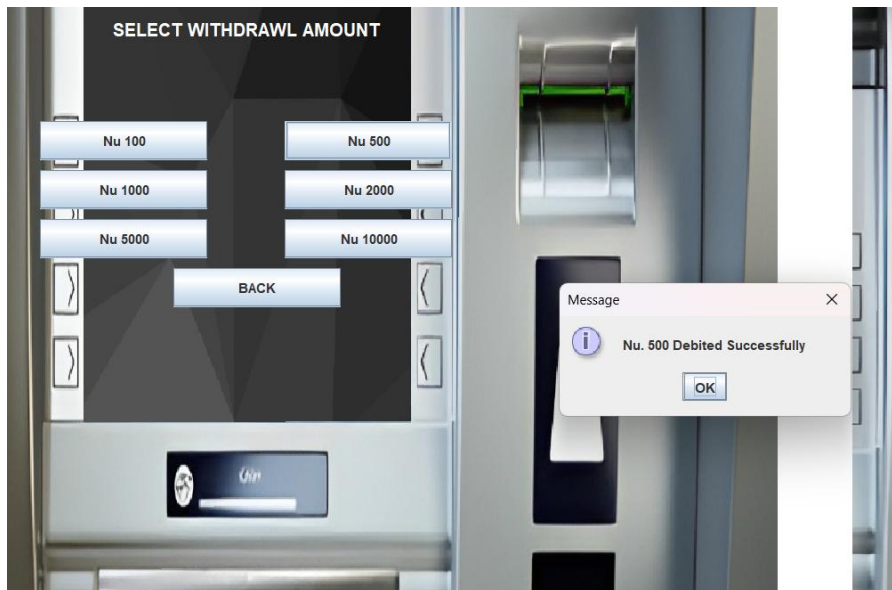 SELECT WITHDRAWL AMOUNT
Nu 100
Nu 500
Nu 1000
Nu 2000
Nu 5000
Nu 10000
BACK
Message
Nu. 500 Debited Successfully
OK